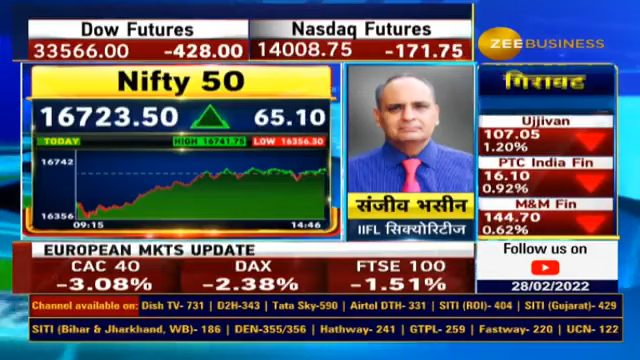 Dow Futures
33566.00 -428.00
Nasdaq Futures
14008.75 -171.75
ZEE BUSINESS
Nifty 50
16723.50 65.10
TODAY HIGH 16741.75 LOW 16356.30
16742
16356
09:15 14:46
संजीव भसीन
IIFL सिक्योरिटीज
गिरावट
Ujjivan
107.05
1.20%
PTC India Fin
16.10
0.92%
M&M Fin
144.70
0.62%
EUROPEAN MKTS UPDATE
CAC 40 DAX FTSE 100
-3.08% -2.38% -1.51%
Follow us on
28/02/2022
Channel available on: Dish TV- 731 | D2H-343 | Tata Sky-590 | Airtel DTH- 331 | SITI (ROI)- 404 | SITI (Gujarat)- 429
SITI (Bihar & Jharkhand, WB)- 186 | DEN-355/356 | Hathway- 241 | GTPL- 259 | Fastway- 220 | UCN- 122